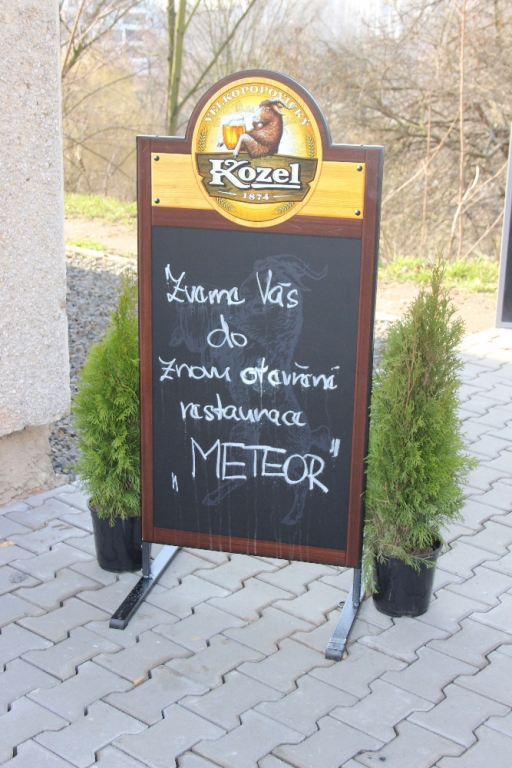 VELKOPOPOVICKÝ
Kozel
1874
Zveme Vás
do
znovu otevřené
restaurace
„METEOR"